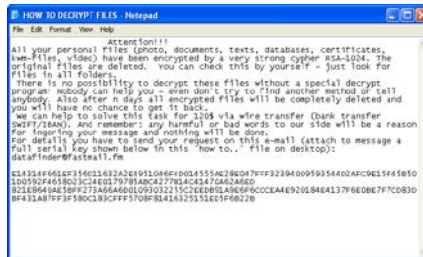 HOW TO DECRYPT FILES - Notepad
File Edit Format View Help
Attention!!!
All your personal files (photo, documents, texts, databases, certificates,
kwm-files, video) have been encrypted by a very strong cypher RSA-1024. The
original files are deleted. You can check this by yourself - just look for
files in all folders.
There is no possibility to decrypt these files without a special decrypt
program! Nobody can help you - even don't try to find another method or tell
anybody. Also after n days all encrypted files will be completely deleted and
you will have no chance to get it back.
We can help to solve this task for 120$ via wire transfer (bank transfer
SWIFT/IBAN). And remember: any harmful or bad words to our side will be a reason
for ingoring your message and nothing will be done.
For details you have to send your request on this e-mail (attach to message a
full serial key shown below in this 'how to..' file on desktop):
datafinder@fastmail.fm